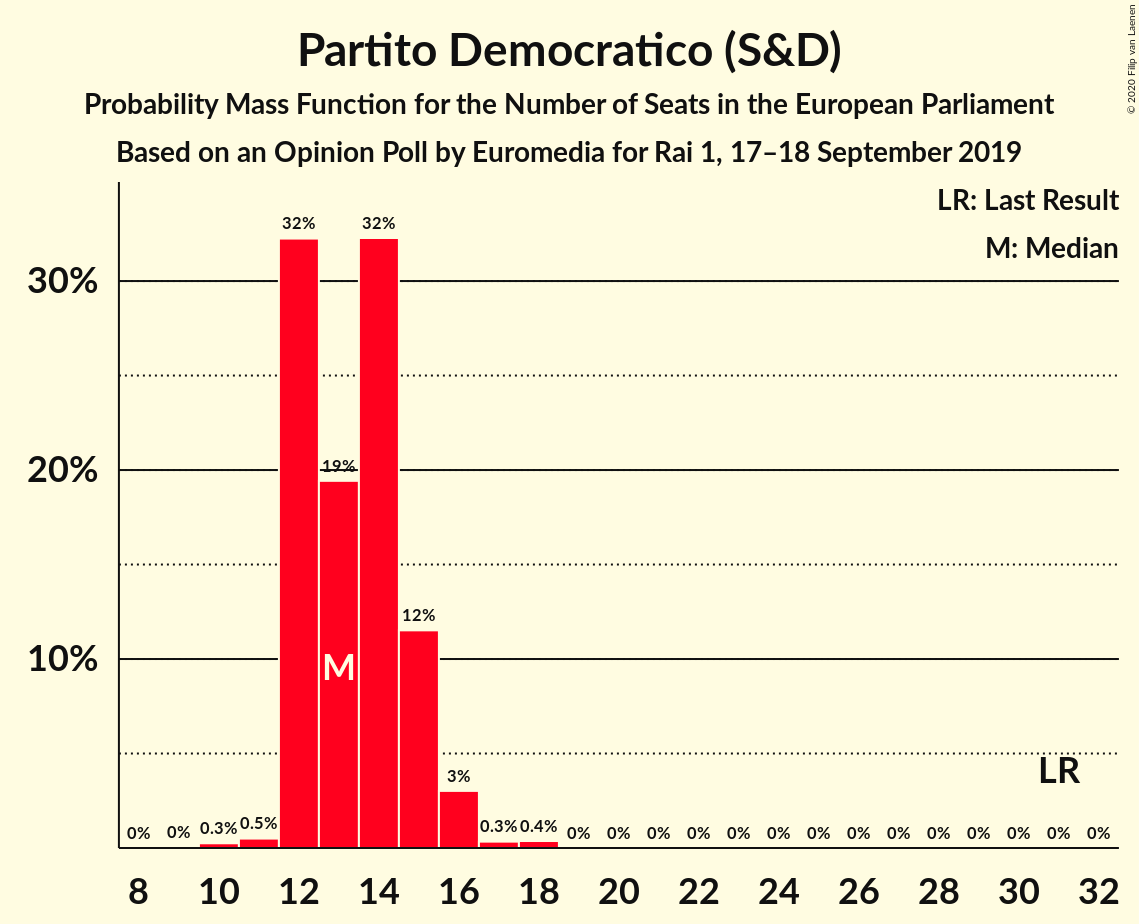 Partito Democratico (S&D)
Probability Mass Function for the Number of Seats in the European Parliament
Based on an Opinion Poll by Euromedia for Rai 1, 17–18 September 2019
© 2020 Filip van Laenen
LR: Last Result
M: Median
30%
20%
10%
0% 0% 0.3% 0.5% 32% 19% 32% 12% 3% 0.3% 0.4% 0% 0% 0% 0% 0% 0% 0% 0% 0% 0% 0% 0% 0% 0%
M
LR
8 10 12 14 16 18 20 22 24 26 28 30 32